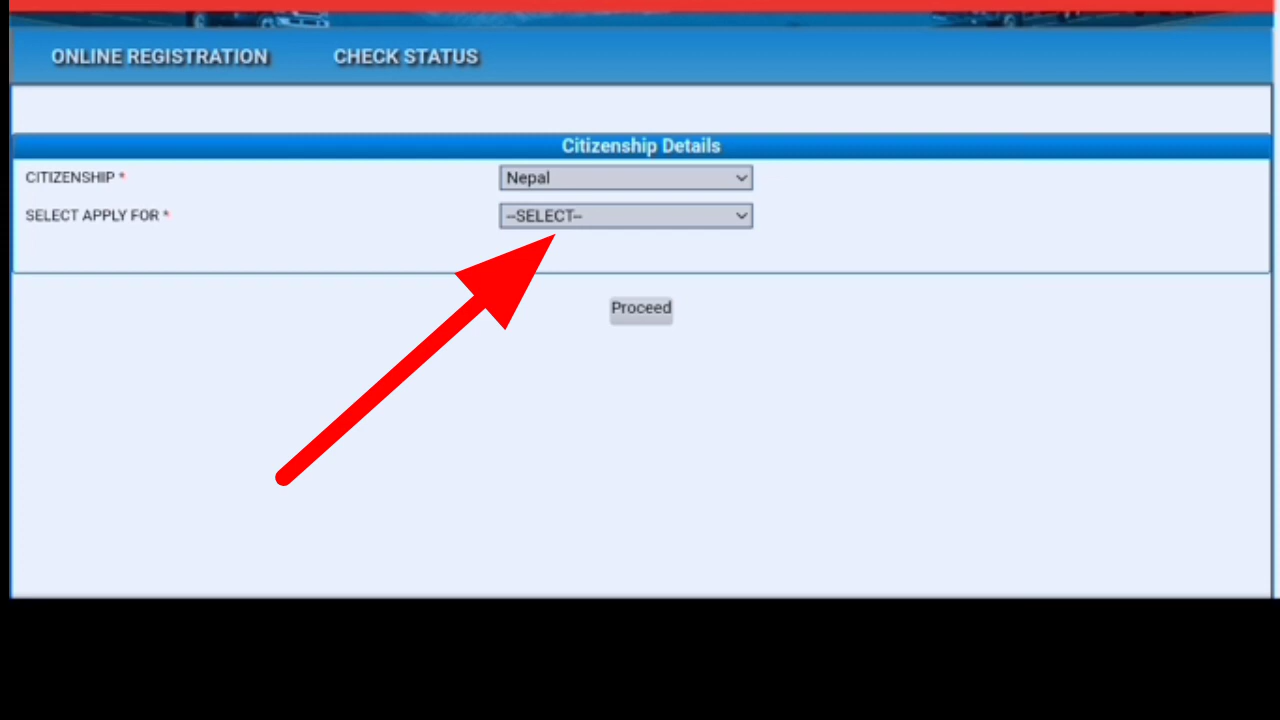 ONLINE REGISTRATION CHECK STATUS
Citizenship Details
CITIZENSHIP * Nepal
SELECT APPLY FOR * --SELECT--
Proceed